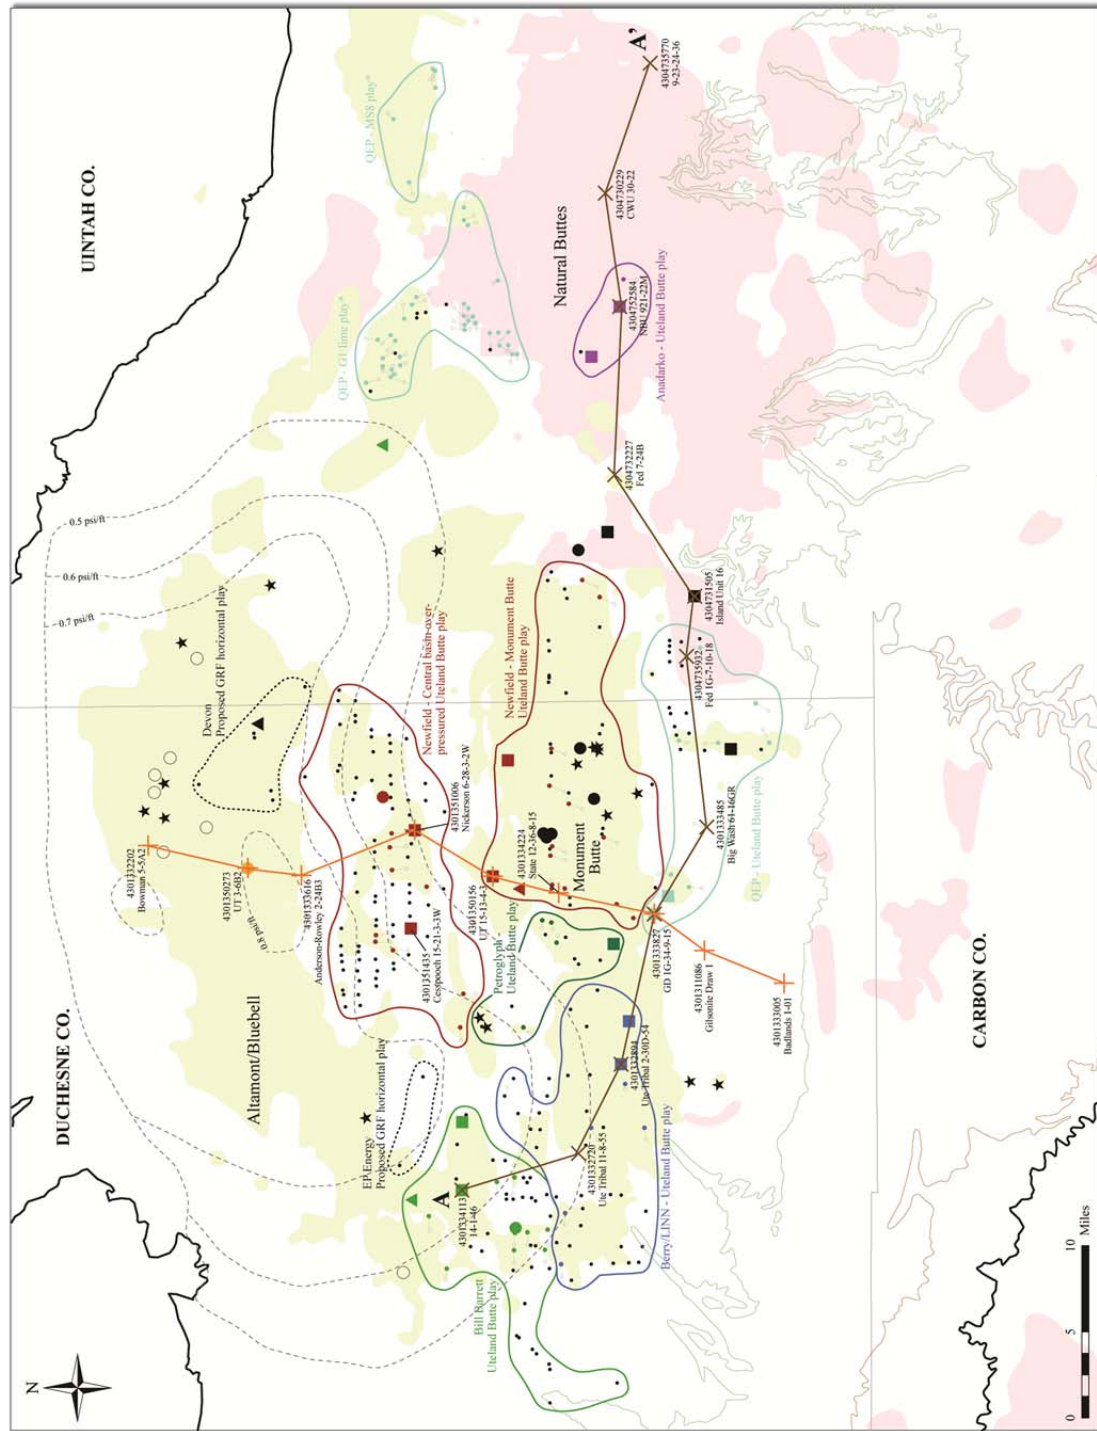 N
DUCHESNE CO.
UINTAH CO.
4301332202
Bowman 5-5A2
0.5 psi/ft
0.6 psi/ft
0.7 psi/ft
Devon
Proposed GRF horizontal play
4301350273
UT 3-6B2
0.8 psi/ft
4301333616
Anderson-Rowley 2-24B3
Altamont/Bluebell
QEP - G1 lime play*
QEP - MS8 play*
EP Energy
Proposed GRF horizontal play
Newfield - Central basin over-
pressured Uteland Butte play
4301351435
Cesspooch 15-21-3-3W
4301351006
Nickerson 6-28-3-2W
A
4301334113
14-1-46
Bill Barrett
Uteland Butte play
4301350156
UT 15-13-4-3
Petroglyph -
Uteland Butte play
4301334224
State 12-36-8-15
Newfield - Monument Butte
Uteland Butte play
Monument
Butte
Natural Buttes
4301332720
Ute Tribal 11-8-55
4301332894
Ute Tribal 2-30D-54
4304732227
Fed 7-24B
4304752584
NBU 921-22M
4304730229
CWU 30-22
A'
4304735770
9-23-24-36
Berry/LINN - Uteland Butte play
4301333827
GD 1G-34-9-15
Anadarko - Uteland Butte play
4301311086
Gilsonite Draw 1
4301333485
Big Wash 61-16GR
4304735932
Fed 1G-7-10-18
4304731505
Island Unit 16
QEP - Uteland Butte play
4301333005
Badlands 1-01
CARBON CO.
0
5
10
Miles